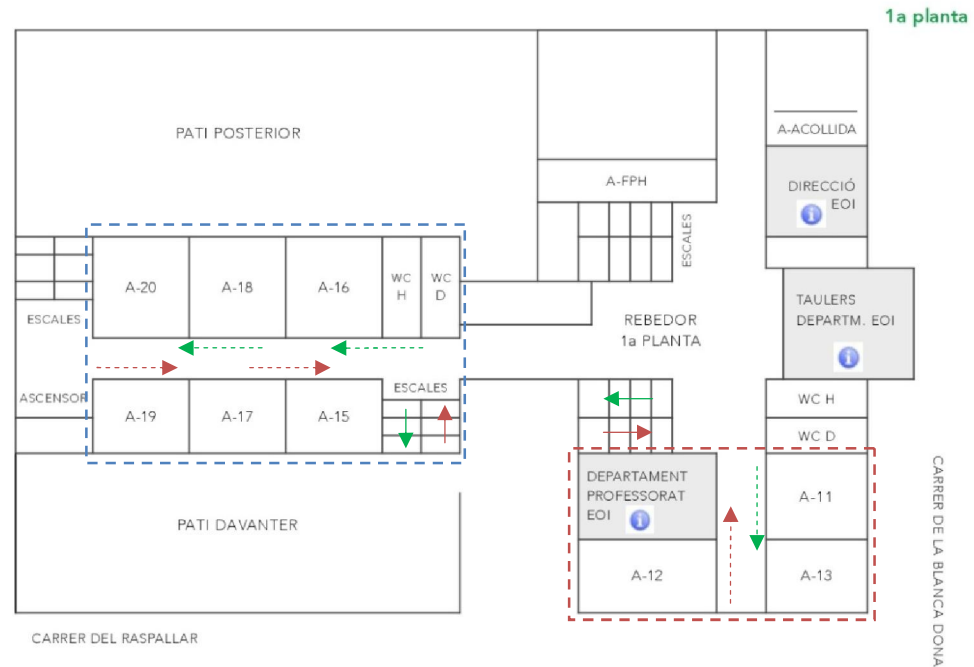 1a planta
PATI POSTERIOR
A-ACOLLIDA
A-FPH
DIRECCIÓ
EOI
ESCALES
A-20
A-18
A-16
WC
H
WC
D
ESCALES
REBEDOR
1a PLANTA
TAULERS
DEPARTM. EOI
ASCENSOR
A-19
A-17
A-15
ESCALES
WC H
WC D
DEPARTAMENT
PROFESSORAT
EOI
A-11
PATI DAVANTER
A-12
A-13
CARRER DEL RASPALLAR
CARRER DE LA BLANCA DONA